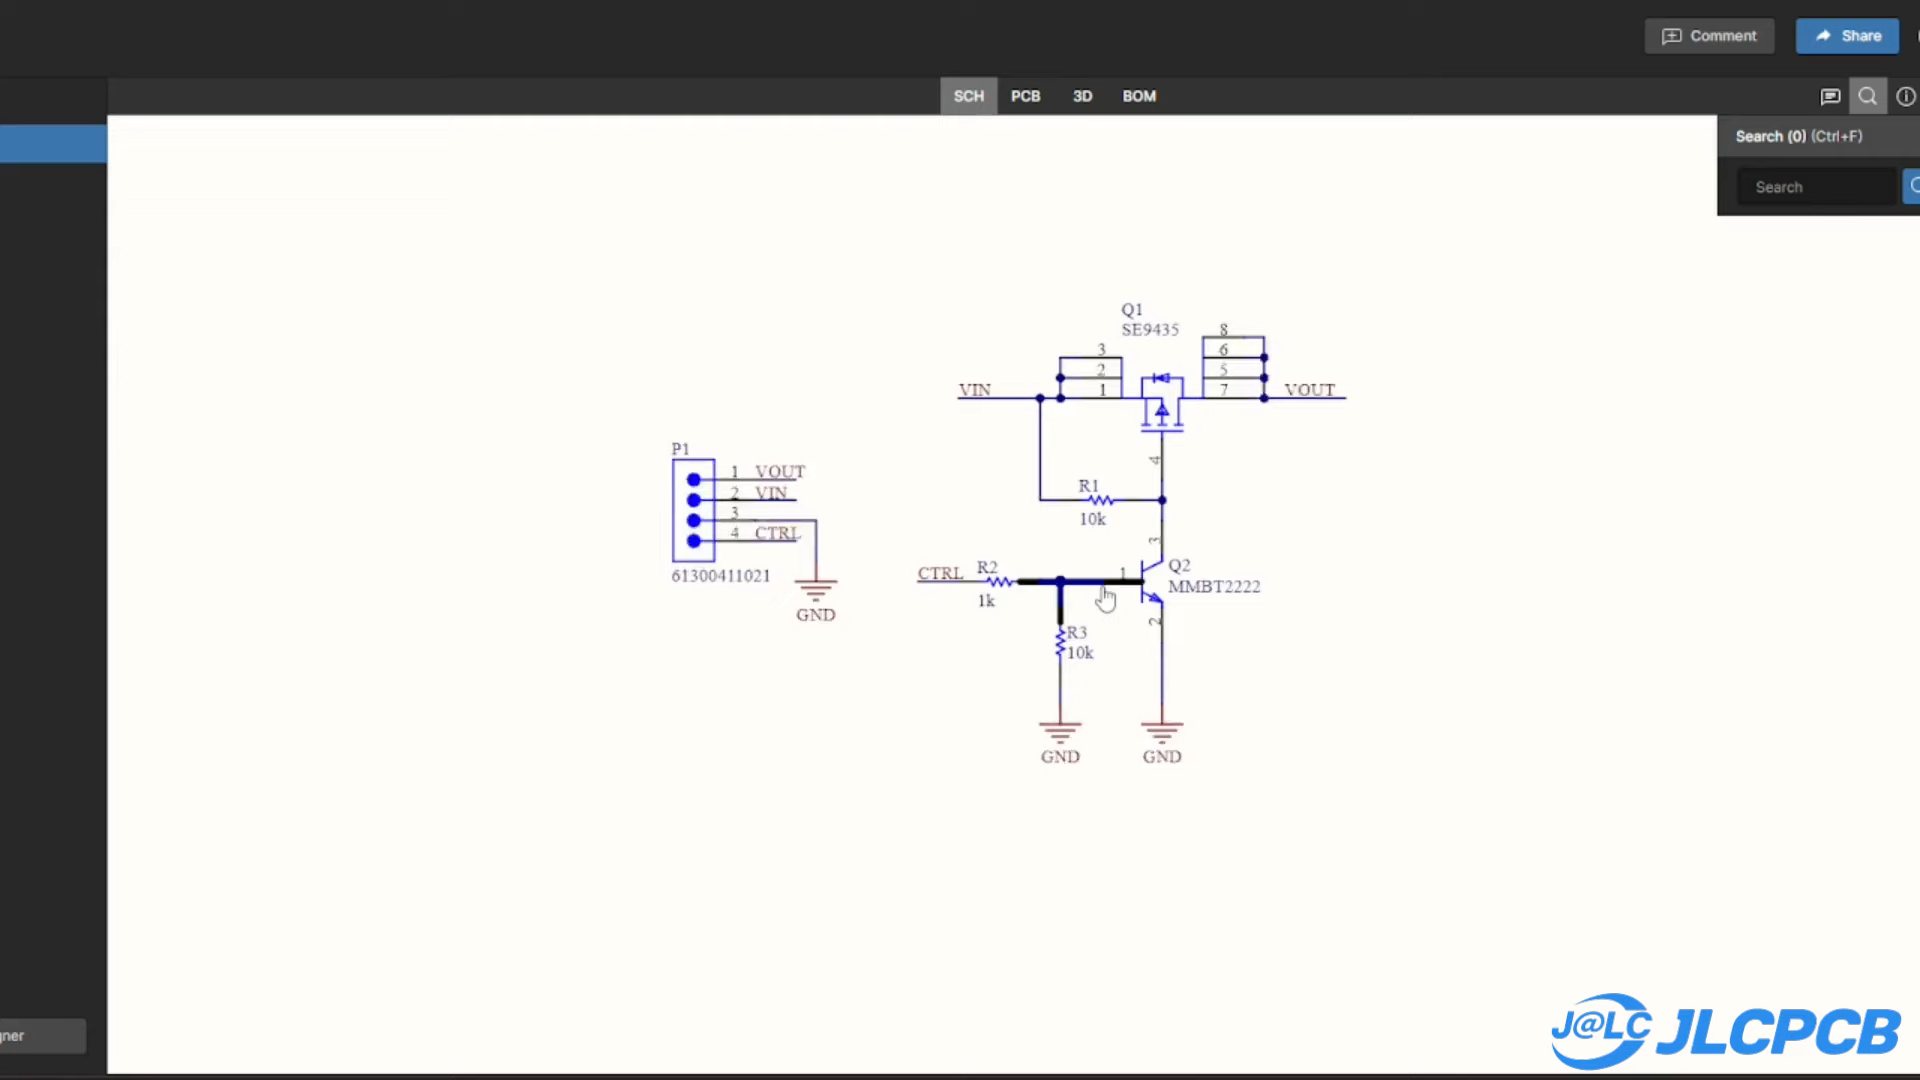 Comment
Share
SCH PCB 3D BOM
Search (0) (Ctrl+F)
Search
Q1
SE9435
3
2
1
8
6
5
7
VIN
VOUT
4
R1
10k
P1
1 VOUT
2 VIN
3
4 CTRL
61300411021
GND
3
CTRL R2
1k
1
Q2
MMBT2222
2
R3
10k
GND
GND
gner
J@LC JLCPCB